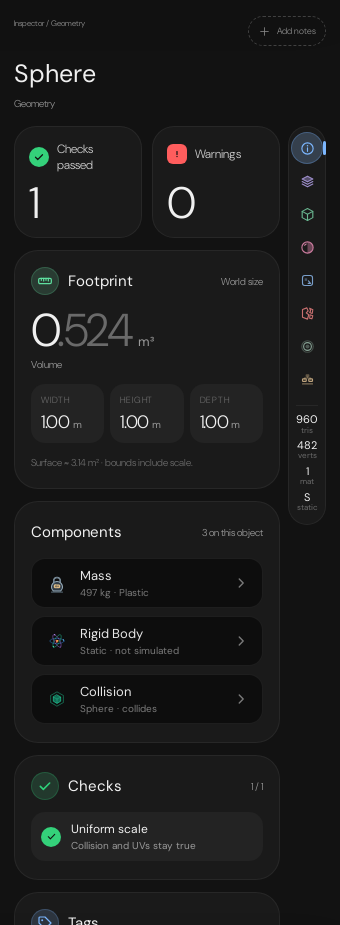 Inspector / Geometry
Add notes
Sphere
Geometry
Checks
passed
1
Warnings
0
Footprint
World size
0.524 m³
Volume
WIDTH
1.00 m
HEIGHT
1.00 m
DEPTH
1.00 m
Surface ≈ 3.14 m² · bounds include scale.
960
tris
482
verts
1
mat
S
static
Components
3 on this object
Mass
497 kg · Plastic
Rigid Body
Static · not simulated
Collision
Sphere · collides
Checks
1 / 1
Uniform scale
Collision and UVs stay true
Tags